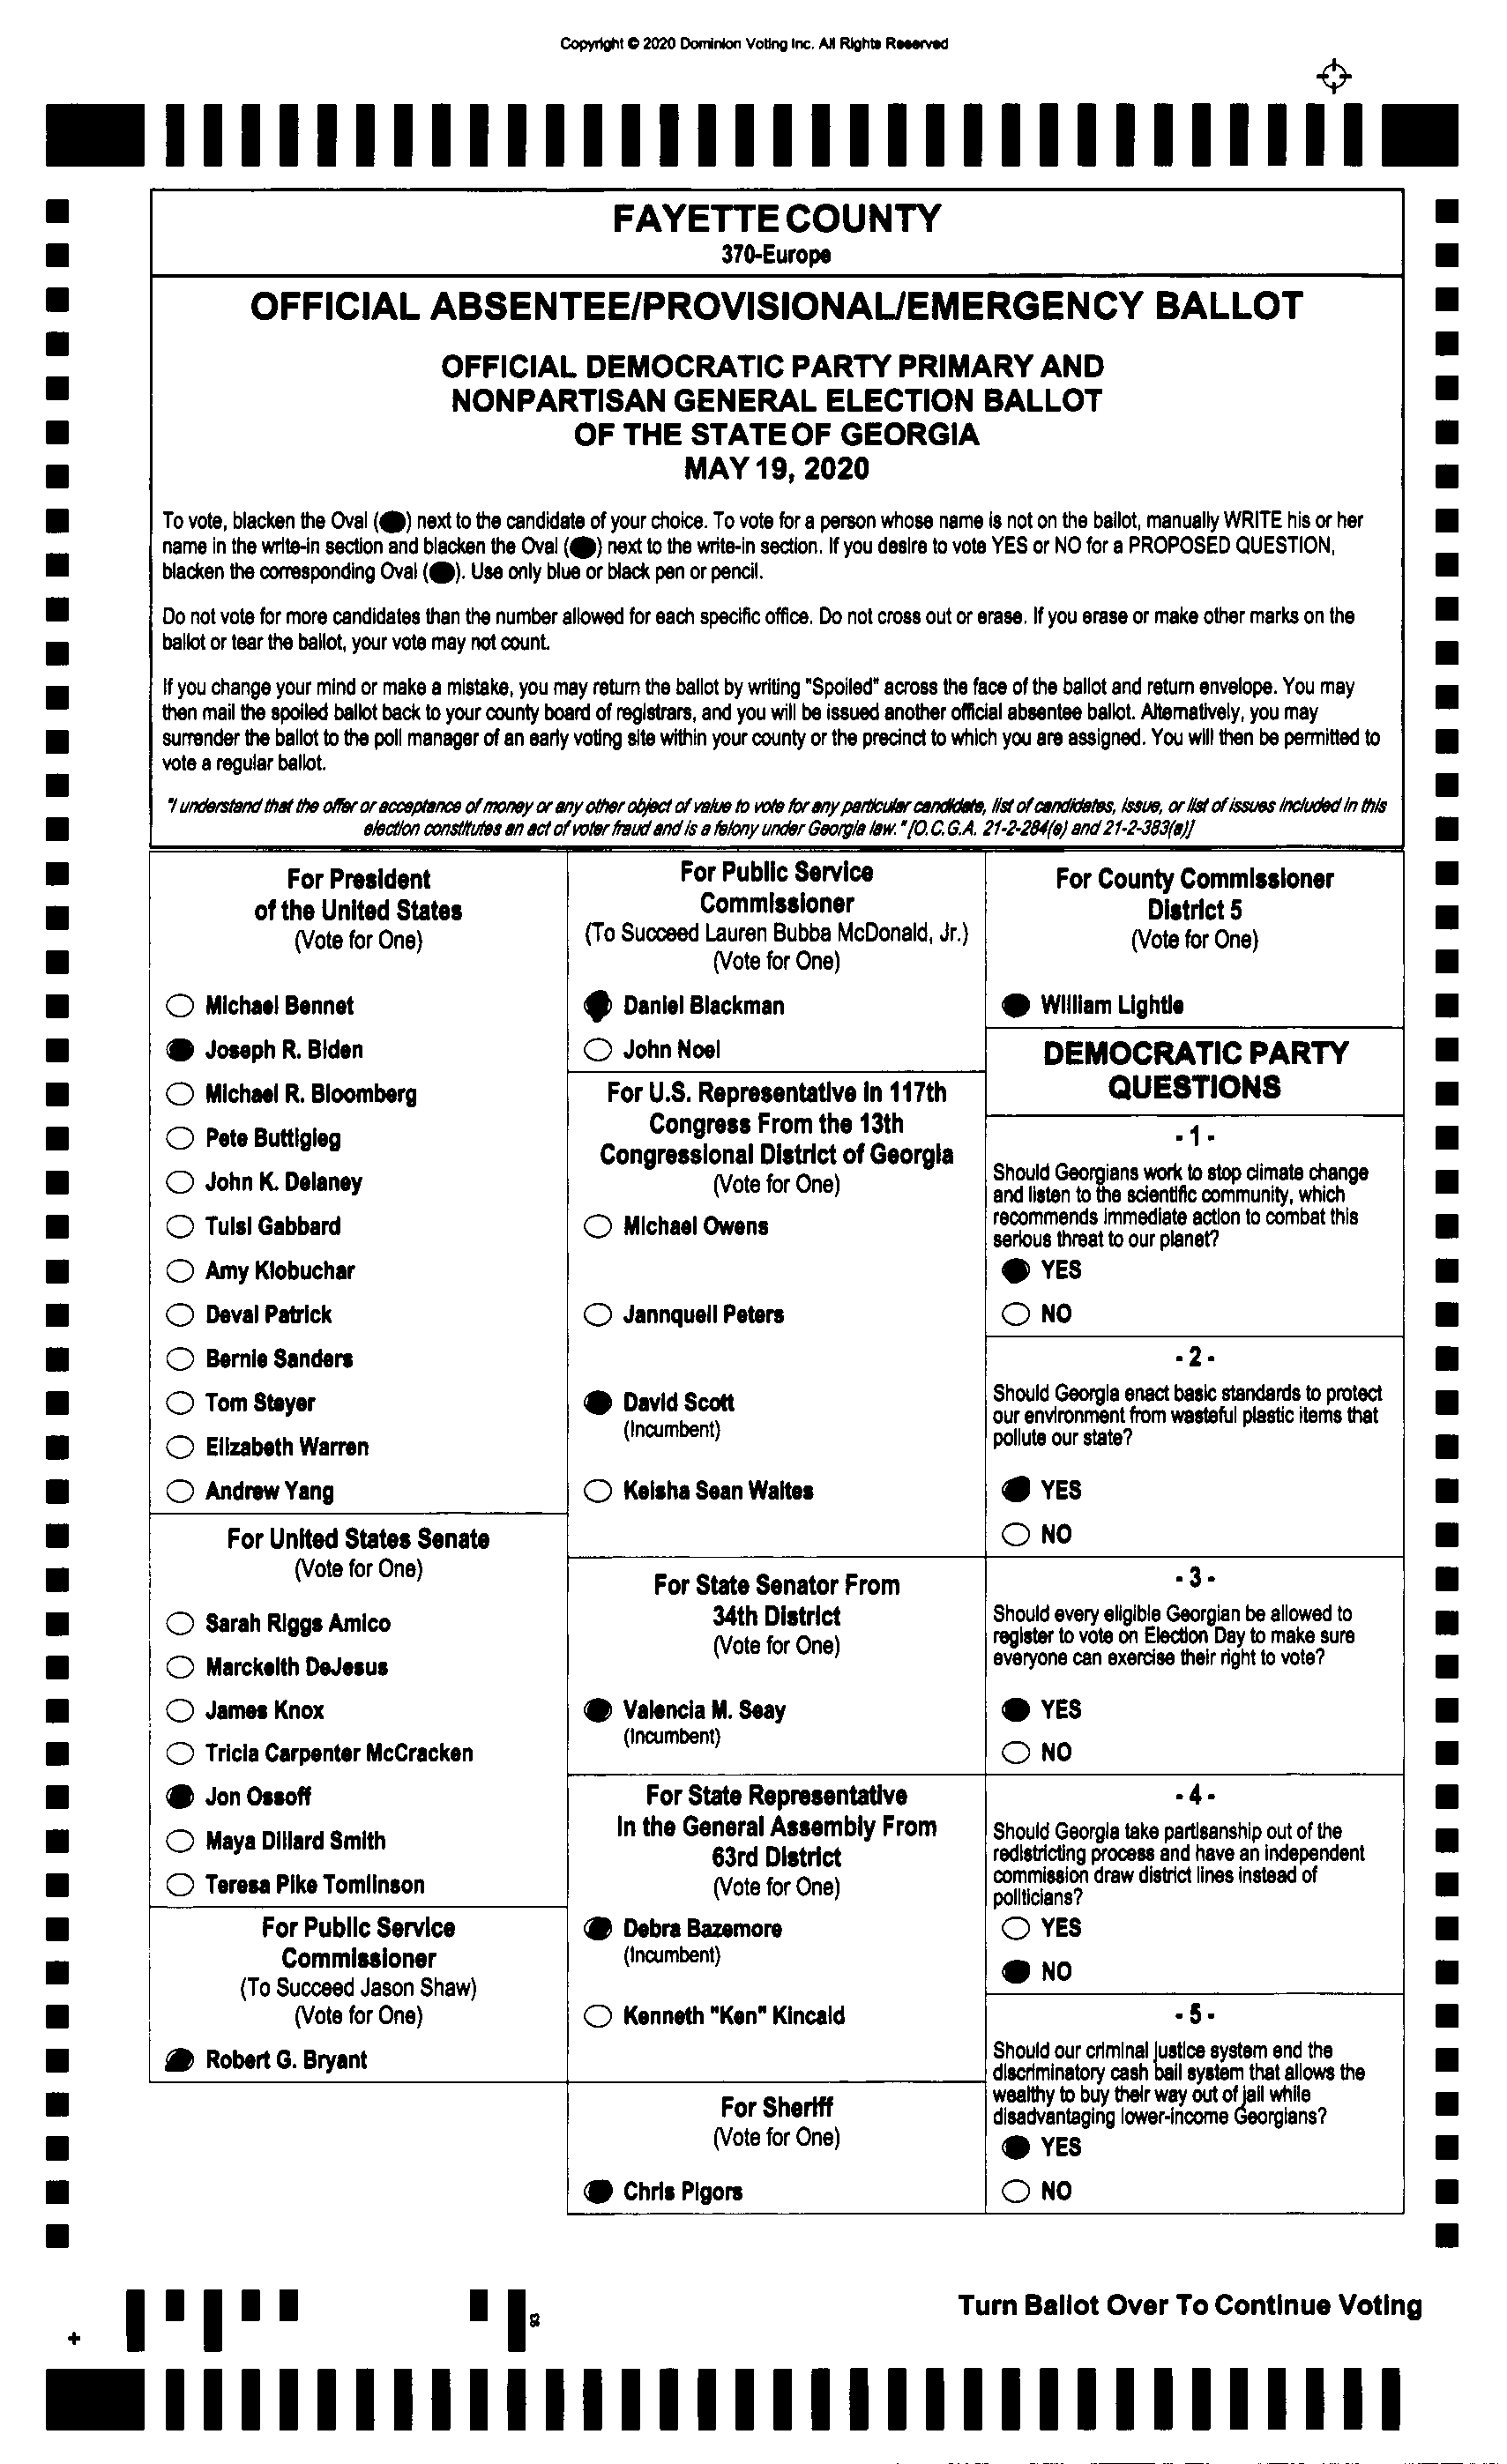 Copyright © 2020 Dominion Voting Inc. All Rights Reserved
FAYETTE COUNTY
370-Europe
OFFICIAL ABSENTEE/PROVISIONAL/EMERGENCY BALLOT
OFFICIAL DEMOCRATIC PARTY PRIMARY AND
NONPARTISAN GENERAL ELECTION BALLOT
OF THE STATE OF GEORGIA
MAY 19, 2020
To vote, blacken the Oval () next to the candidate of your choice. To vote for a person whose name is not on the ballot, manually WRITE his or her
name in the write-in section and blacken the Oval () next to the write-in section. If you desire to vote YES or NO for a PROPOSED QUESTION,
blacken the corresponding Oval (). Use only blue or black pen or pencil.
Do not vote for more candidates than the number allowed for each specific office. Do not cross out or erase. If you erase or make other marks on the
ballot or tear the ballot, your vote may not count.
If you change your mind or make a mistake, you may return the ballot by writing "Spoiled" across the face of the ballot and return envelope. You may
then mail the spoiled ballot back to your county board of registrars, and you will be issued another official absentee ballot. Alternatively, you may
surrender the ballot to the poll manager of an early voting site within your county or the precinct to which you are assigned. You will then be permitted to
vote a regular ballot.
"I understand that the offer or acceptance of money or any other object of value to vote for any particular candidate, list of candidates, issue, or list of issues included in this
election constitutes an act of voter fraud and is a felony under Georgia law." [O.C.G.A. 21-2-284(e) and 21-2-383(a)]
For President
of the United States
(Vote for One)
Michael Bennet
Joseph R. Biden
Michael R. Bloomberg
Pete Buttigieg
John K. Delaney
Tulsi Gabbard
Amy Klobuchar
Deval Patrick
Bernie Sanders
Tom Steyer
Elizabeth Warren
Andrew Yang
For United States Senate
(Vote for One)
Sarah Riggs Amico
Marckeith DeJesus
James Knox
Tricia Carpenter McCracken
Jon Ossoff
Maya Dillard Smith
Teresa Pike Tomlinson
For Public Service
Commissioner
(To Succeed Jason Shaw)
(Vote for One)
Robert G. Bryant
For Public Service
Commissioner
(To Succeed Lauren Bubba McDonald, Jr.)
(Vote for One)
Daniel Blackman
John Noel
For U.S. Representative in 117th
Congress From the 13th
Congressional District of Georgia
(Vote for One)
Michael Owens
Jannquell Peters
David Scott
(Incumbent)
Keisha Sean Waites
For State Senator From
34th District
(Vote for One)
Valencia M. Seay
(Incumbent)
For State Representative
In the General Assembly From
63rd District
(Vote for One)
Debra Bazemore
(Incumbent)
Kenneth "Ken" Kincaid
For Sheriff
(Vote for One)
Chris Pigors
For County Commissioner
District 5
(Vote for One)
William Lightle
DEMOCRATIC PARTY
QUESTIONS
- 1 -
Should Georgians work to stop climate change
and listen to the scientific community, which
recommends immediate action to combat this
serious threat to our planet?
YES
NO
- 2 -
Should Georgia enact basic standards to protect
our environment from wasteful plastic items that
pollute our state?
YES
NO
- 3 -
Should every eligible Georgian be allowed to
register to vote on Election Day to make sure
everyone can exercise their right to vote?
YES
NO
- 4 -
Should Georgia take partisanship out of the
redistricting process and have an independent
commission draw district lines instead of
politicians?
YES
NO
- 5 -
Should our criminal justice system end the
discriminatory cash bail system that allows the
wealthy to buy their way out of jail while
disadvantaging lower-income Georgians?
YES
NO
Turn Ballot Over To Continue Voting